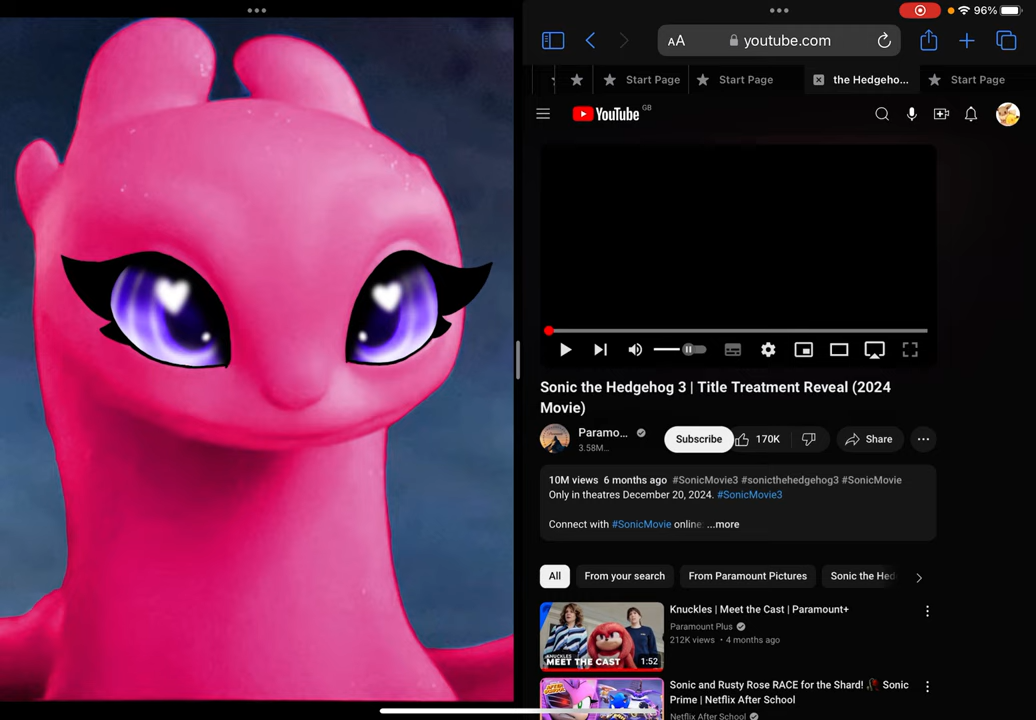 96%
AA
youtube.com
Start Page
Start Page
the Hedgeho...
Start Page
YouTube GB
Sonic the Hedgehog 3 | Title Treatment Reveal (2024
Movie)
Paramo...
3.58M...
Subscribe
170K
Share
10M views 6 months ago #SonicMovie3 #sonicthehedgehog3 #SonicMovie
Only in theatres December 20, 2024. #SonicMovie3
Connect with #SonicMovie online: ...more
All
From your search
From Paramount Pictures
Sonic the Hed
Knuckles | Meet the Cast | Paramount+
Paramount Plus
212K views • 4 months ago
KNUCKLES
MEET THE CAST
1:52
Sonic and Rusty Rose RACE for the Shard! 🥀 Sonic
Prime | Netflix After School
Netflix After School